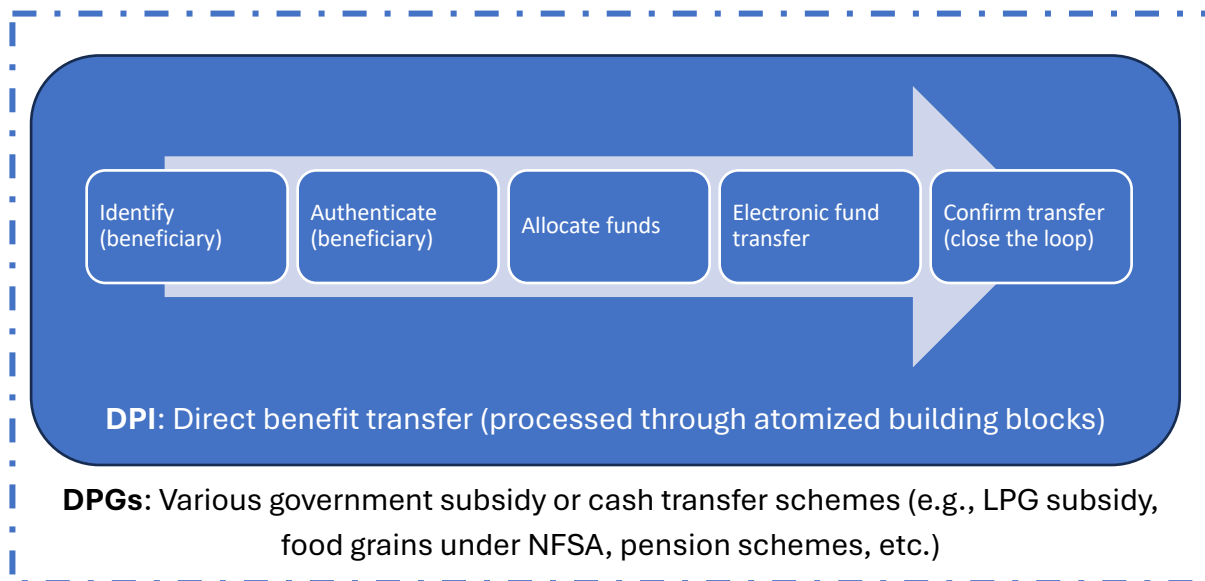 Identify
(beneficiary)
Authenticate
(beneficiary)
Allocate funds
Electronic fund
transfer
Confirm transfer
(close the loop)
DPI: Direct benefit transfer (processed through atomized building blocks)
DPGs: Various government subsidy or cash transfer schemes (e.g., LPG subsidy,
food grains under NFSA, pension schemes, etc.)